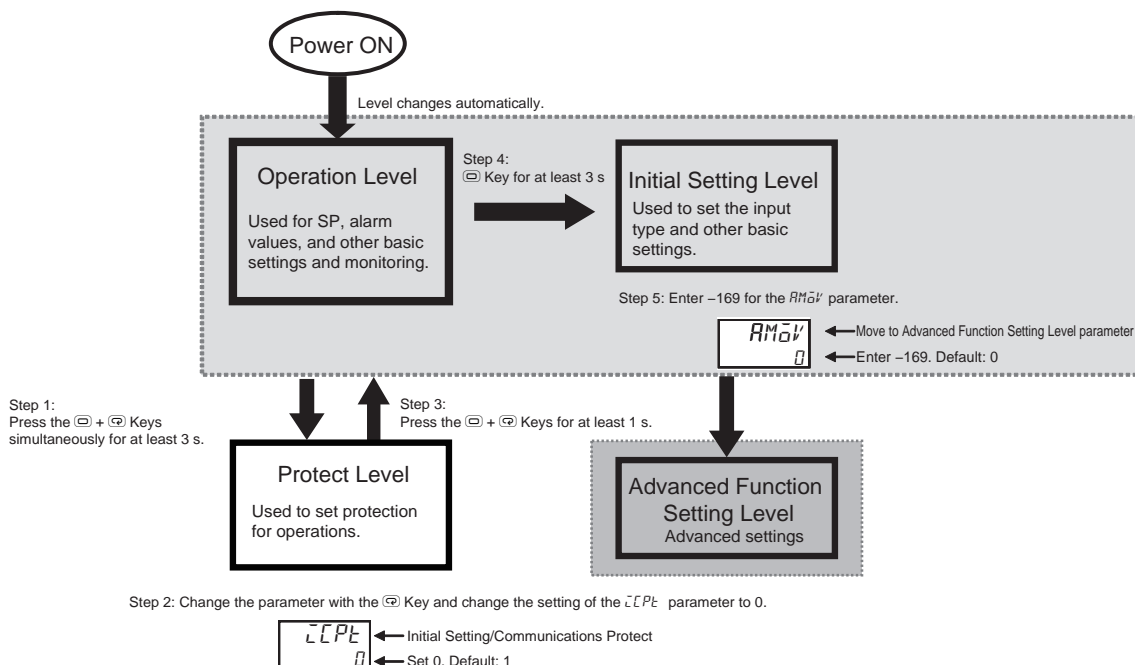 Power ON
Level changes automatically.
Operation Level
Used for SP, alarm
values, and other basic
settings and monitoring.
Step 4:
Key for at least 3 s
Initial Setting Level
Used to set the input
type and other basic
settings.
Step 5: Enter –169 for the AMoV parameter.
AMoV
Move to Advanced Function Setting Level parameter
0
Enter –169. Default: 0
Step 1:
Press the + Keys
simultaneously for at least 3 s.
Step 3:
Press the + Keys for at least 1 s.
Protect Level
Used to set protection
for operations.
Advanced Function
Setting Level
Advanced settings
Step 2: Change the parameter with the Key and change the setting of the ICPt parameter to 0.
ICPt
Initial Setting/Communications Protect
0
Set 0. Default: 1